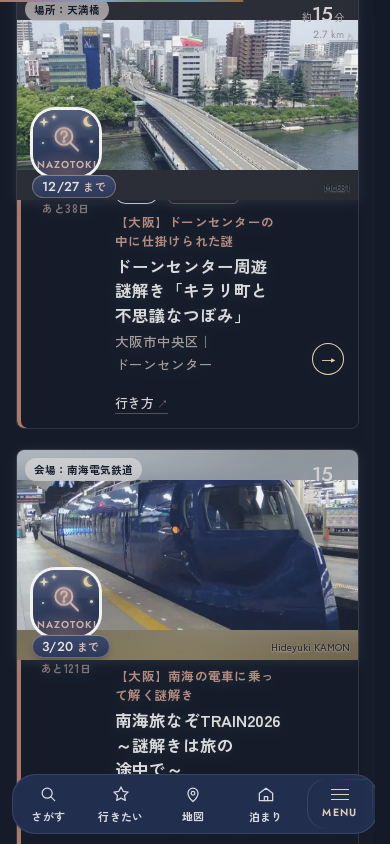 場所：天満橋
約15分
2.7 km
NAZOTOKI
12/27 まで
あと38日
【大阪】ドーンセンターの
中に仕掛けられた謎
ドーンセンター周遊
謎解き「キラリ町と
不思議なつぼみ」
大阪市中央区｜
ドーンセンター
→
行き方 ↗
会場：南海電気鉄道
15
NAZOTOKI
3/20 まで
Hideyuki KAMON
あと121日
【大阪】南海の電車に乗っ
て解く謎解き
南海旅なぞTRAIN2026
～謎解きは旅の
途中で～
さがす
行きたい
地図
泊まり
MENU